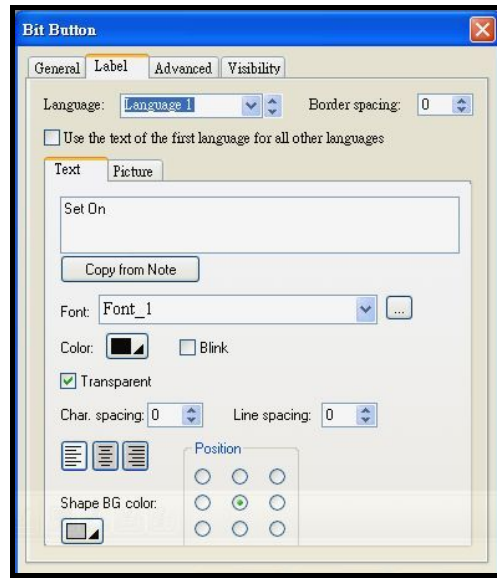 Bit Button
General Label Advanced Visibility
Language: Language 1 Border spacing: 0
Use the text of the first language for all other languages
Text Picture
Set On
Copy from Note
Font: Font_1 ...
Color: Blink
Transparent
Char. spacing: 0 Line spacing: 0
Position
Shape BG color: